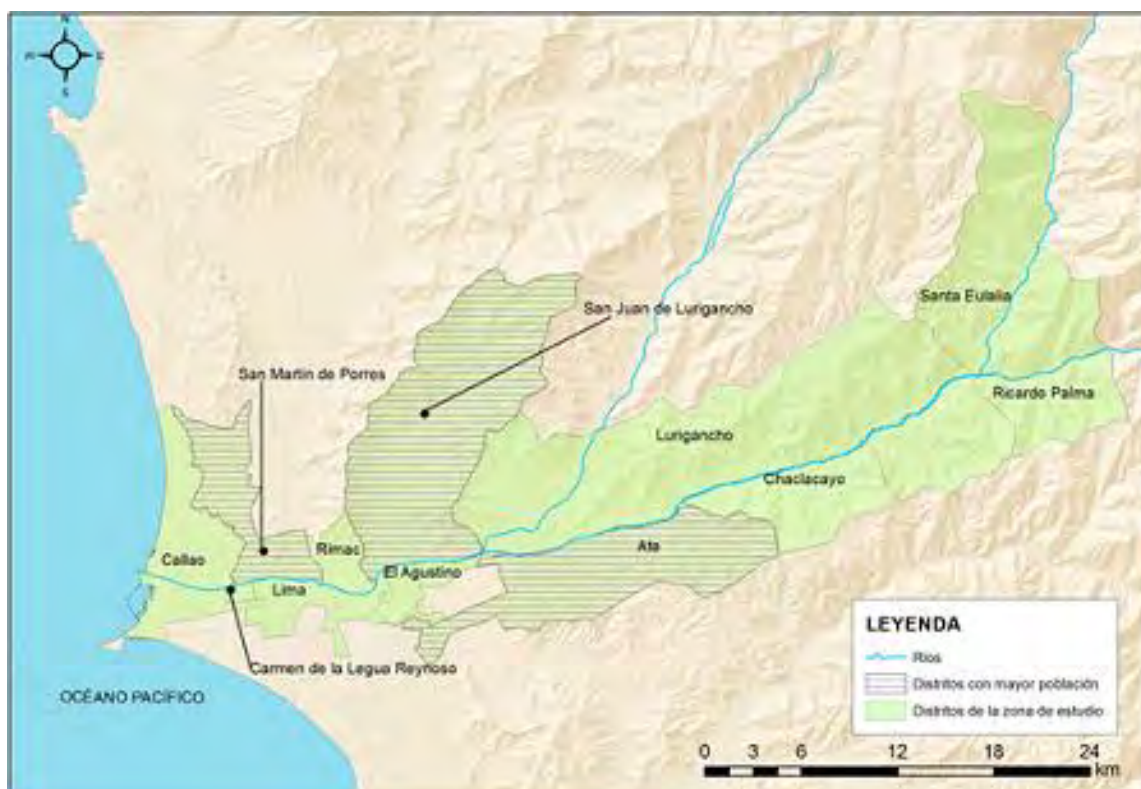 N
E
S
Santa Eulalia
San Juan de Lurigancho
San Martin de Porres
Ricardo Palma
Lurigancho
Chaclacayo
Rimac
Ate
Callao
El Agustino
Lima
Carmen de la Legua Reynoso
OCÉANO PACÍFICO
LEYENDA
Ríos
Distritos con mayor población
Distritos de la zona de estudio
0 3 6 12 18 24
km